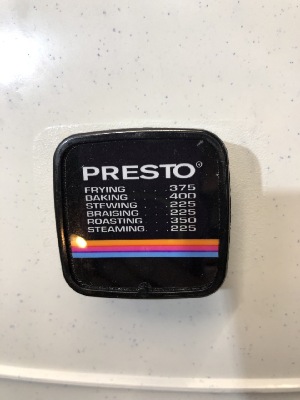 PRESTO®
FRYING . . . 375
BAKING . . . 400
STEWING . . . 225
BRAISING . . . 225
ROASTING . . . 350
STEAMING . . . 225